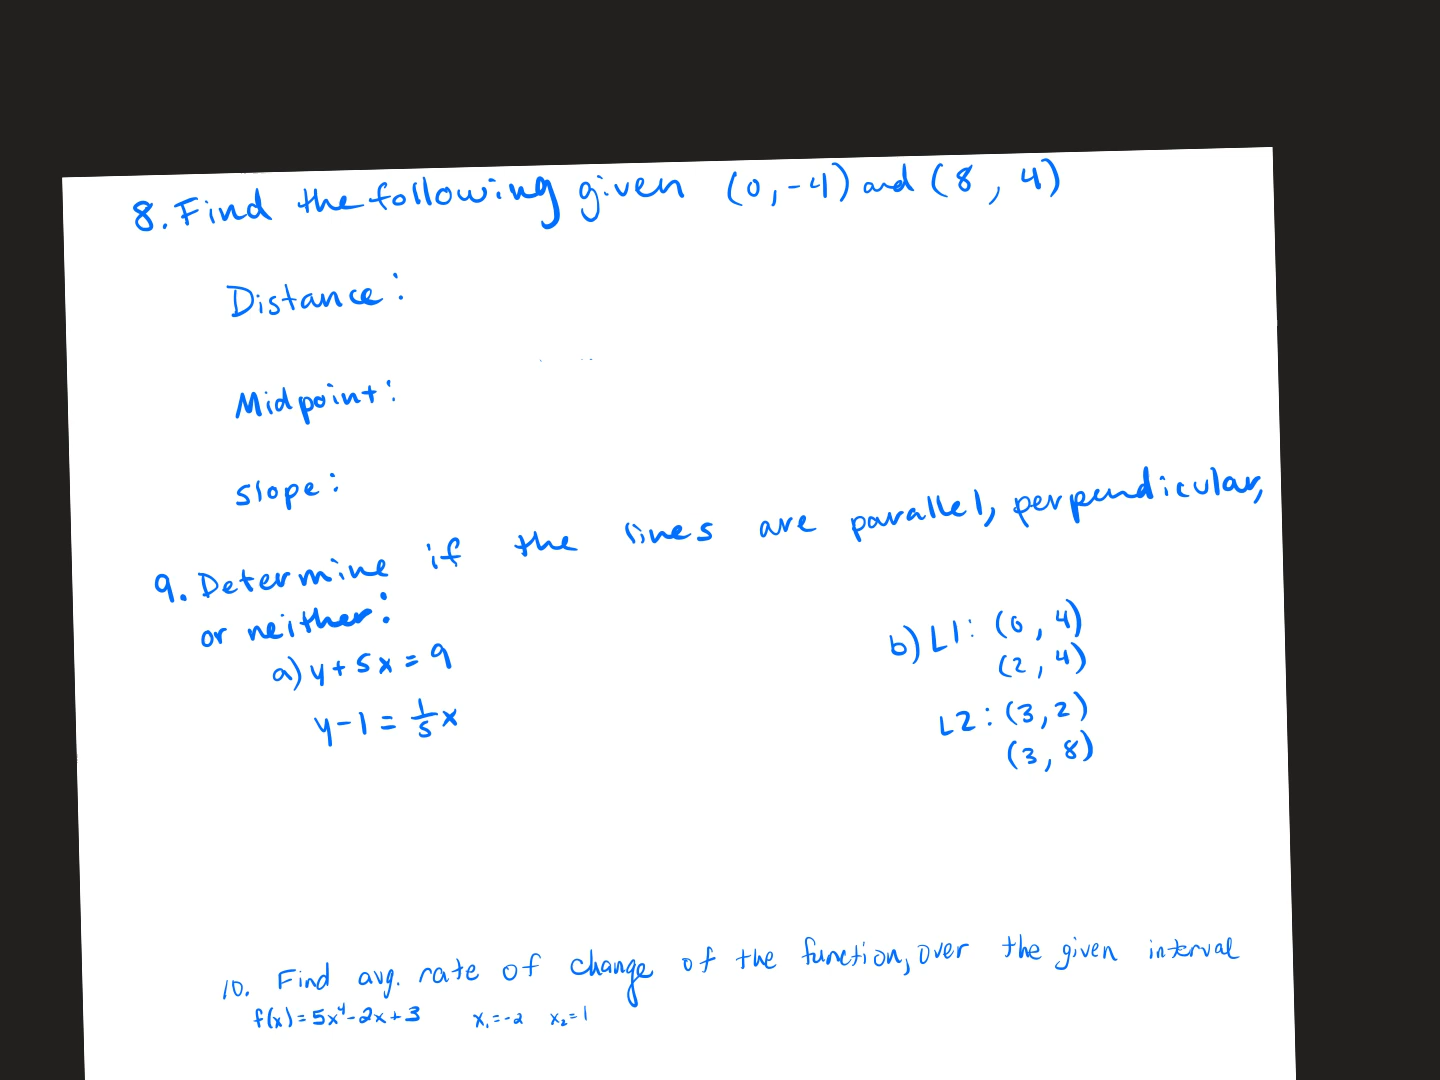 8. Find the following given (0, -4) and (8, 4)
Distance:
Midpoint:
slope:
9. Determine if the lines are parallel, perpendicular,
or neither:
a) y + 5x = 9
y - 1 = 1/5 x
b) L1: (0, 4)
(2, 4)
L2: (3, 2)
(3, 8)
10. Find avg. rate of change of the function, over the given interval
f(x) = 5x⁴ - 2x + 3 x₁ = -2 x₂ = 1